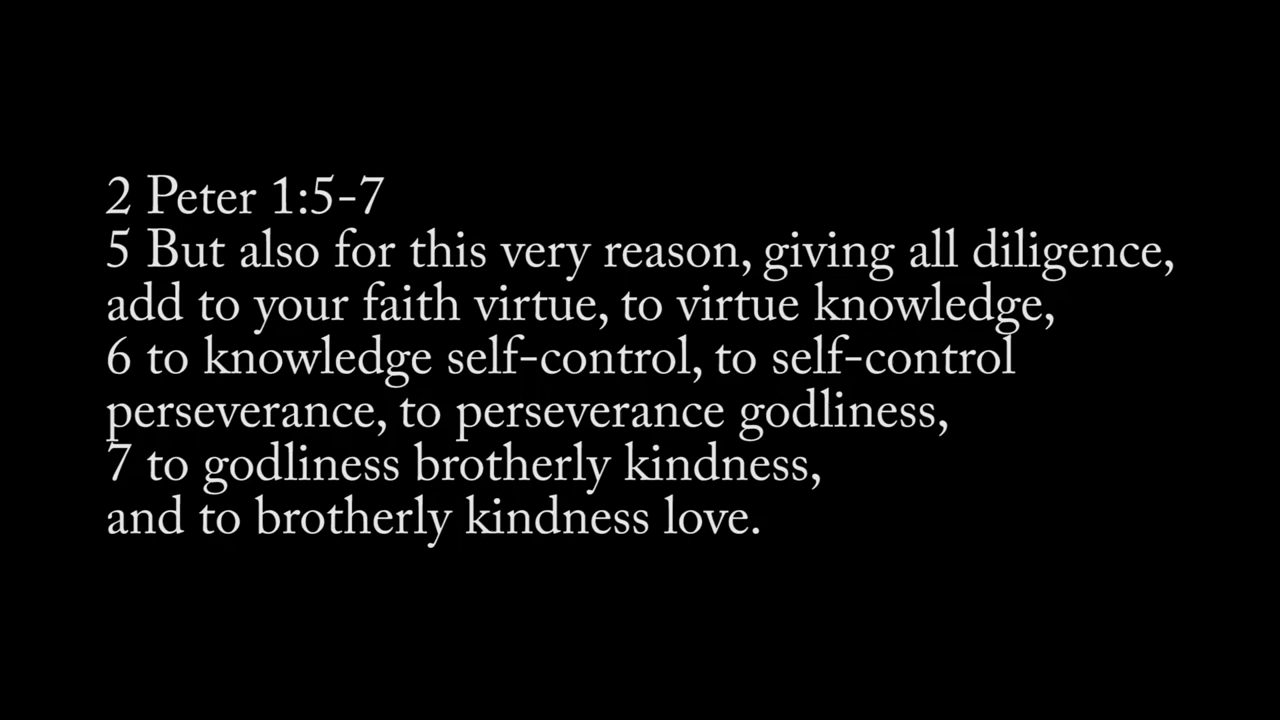 2 Peter 1:5-7
5 But also for this very reason, giving all diligence,
add to your faith virtue, to virtue knowledge,
6 to knowledge self-control, to self-control
perseverance, to perseverance godliness,
7 to godliness brotherly kindness,
and to brotherly kindness love.